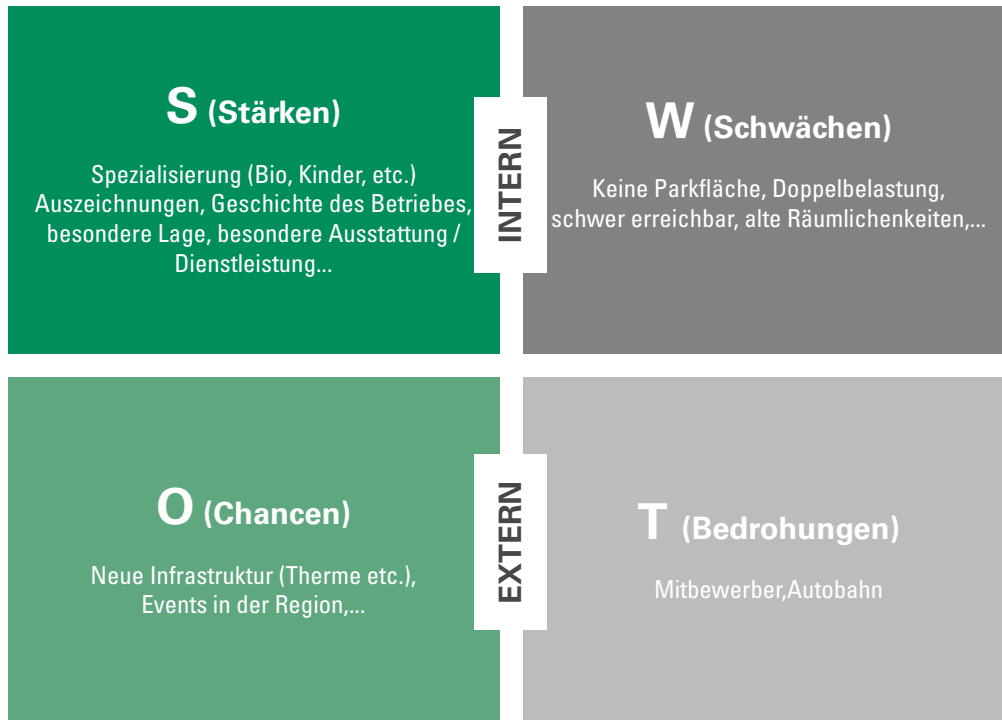 S (Stärken)
Spezialisierung (Bio, Kinder, etc.)
Auszeichnungen, Geschichte des Betriebes,
besondere Lage, besondere Ausstattung /
Dienstleistung...
INTERN
W (Schwächen)
Keine Parkfläche, Doppelbelastung,
schwer erreichbar, alte Räumlichenkeiten,...
O (Chancen)
Neue Infrastruktur (Therme etc.),
Events in der Region,...
EXTERN
T (Bedrohungen)
Mitbewerber,Autobahn